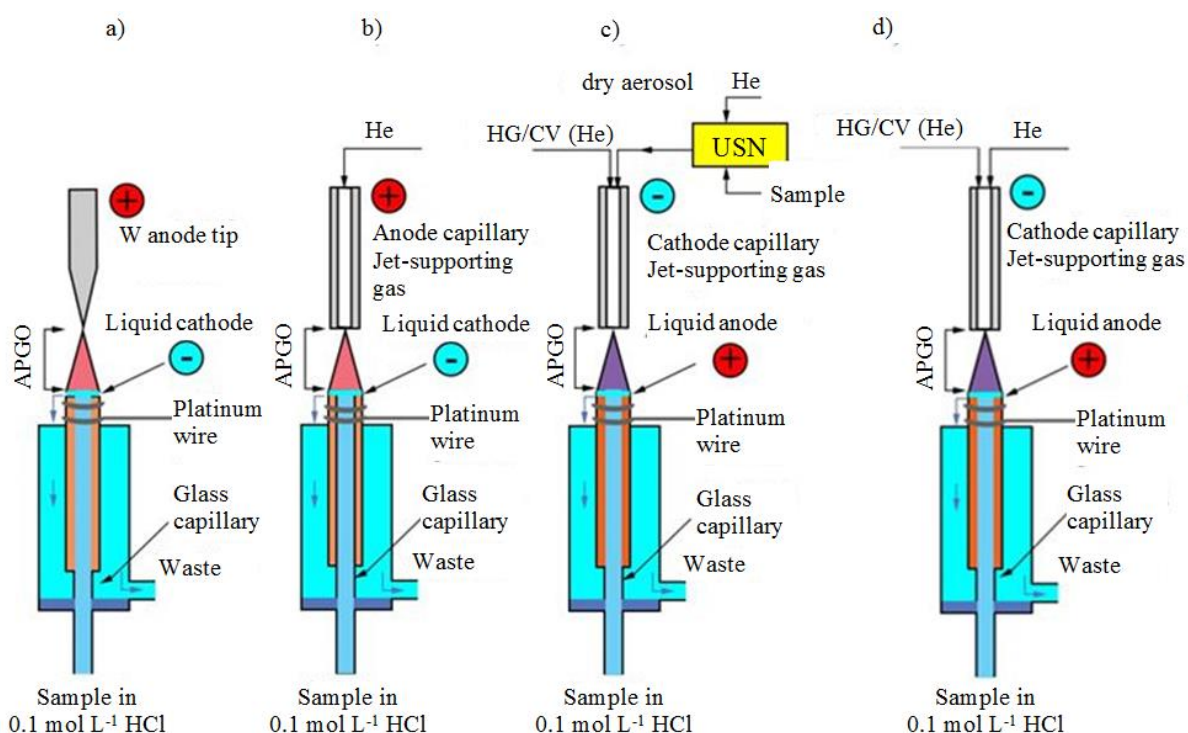 a)
W anode tip
APGO
Liquid cathode
Platinum
wire
Glass
capillary
Waste
Sample in
0.1 mol L⁻¹ HCl
b)
He
Anode capillary
Jet-supporting
gas
APGO
Liquid cathode
Platinum
wire
Glass
capillary
Waste
Sample in
0.1 mol L⁻¹ HCl
c)
dry aerosol
He
HG/CV (He)
USN
Sample
Cathode capillary
Jet-supporting gas
APGO
Liquid anode
Platinum
wire
Glass
capillary
Waste
Sample in
0.1 mol L⁻¹ HCl
d)
HG/CV (He)
He
Cathode capillary
Jet-supporting gas
APGO
Liquid anode
Platinum
wire
Glass
capillary
Waste
Sample in
0.1 mol L⁻¹ HCl